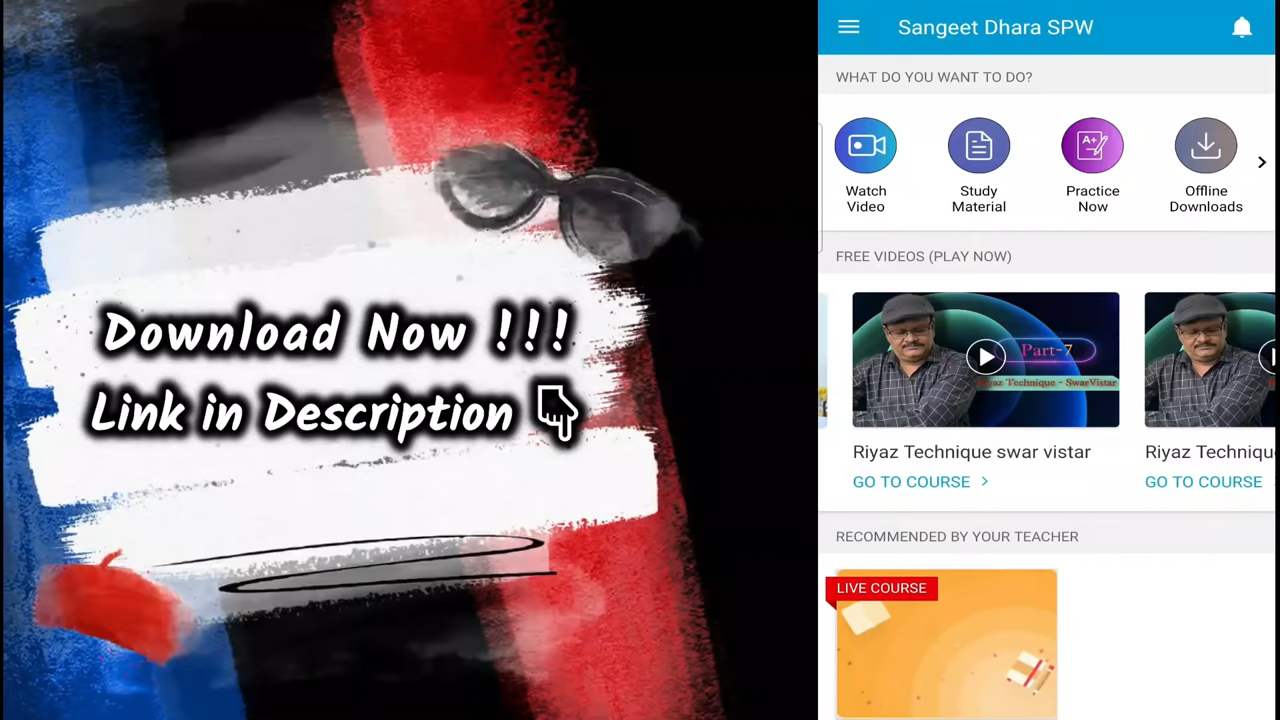 Download Now !!!
Link in Description
Sangeet Dhara SPW
WHAT DO YOU WANT TO DO?
Watch
Video
Study
Material
A+
Practice
Now
Offline
Downloads
FREE VIDEOS (PLAY NOW)
Part-7
Riyaz Technique - SwarVistar
Riyaz Technique swar vistar
GO TO COURSE
Riyaz Techniqu
GO TO COURSE
RECOMMENDED BY YOUR TEACHER
LIVE COURSE